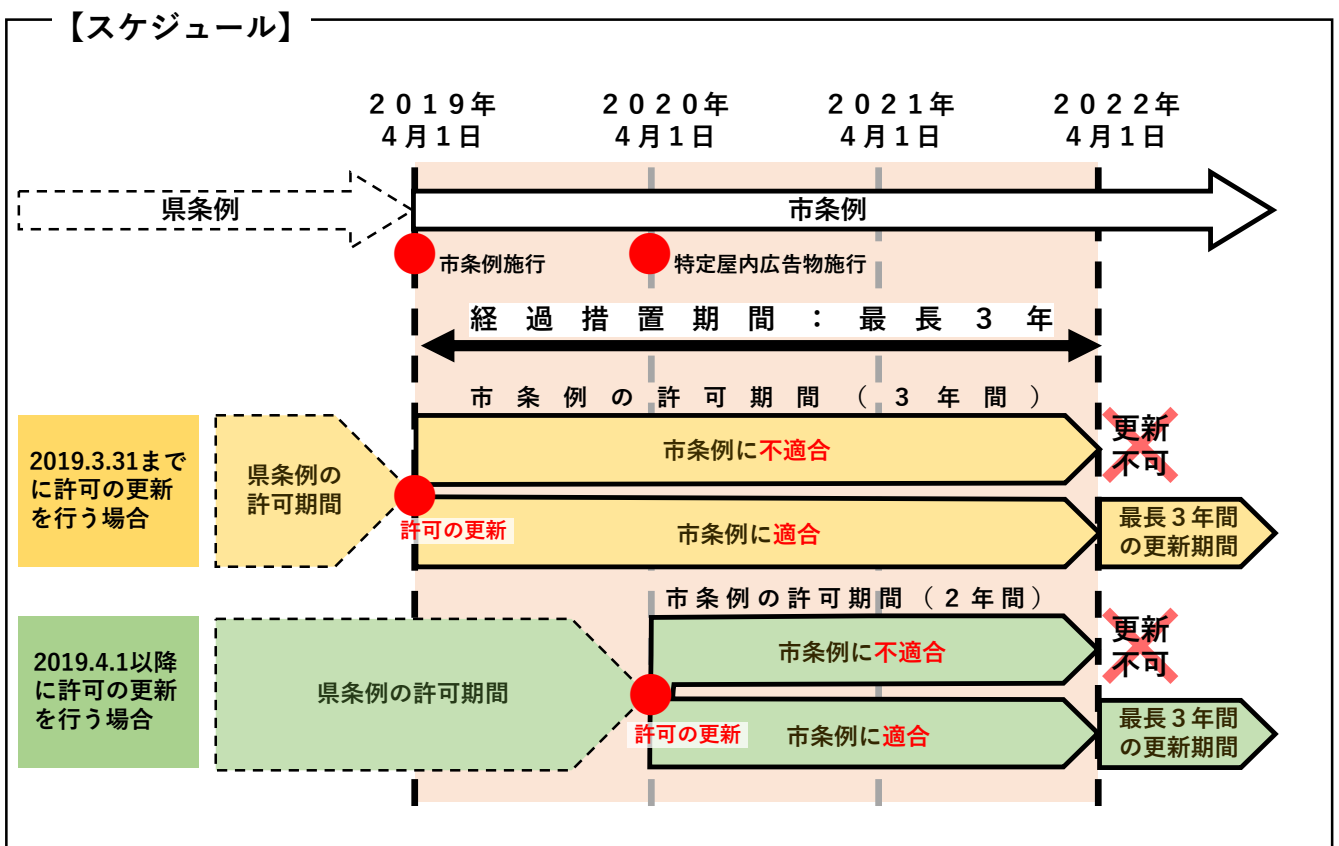 【スケジュール】
２０１９年
４月１日
２０２０年
４月１日
２０２１年
４月１日
２０２２年
４月１日
県条例
市条例
市条例施行
特定屋内広告物施行
経過措置期間：最長３年
市条例の許可期間（３年間）
2019.3.31まで
に許可の更新
を行う場合
県条例の
許可期間
許可の更新
市条例に不適合
更新
不可
市条例に適合
最長３年間
の更新期間
市条例の許可期間（２年間）
2019.4.1以降
に許可の更新
を行う場合
県条例の許可期間
許可の更新
市条例に不適合
更新
不可
市条例に適合
最長３年間
の更新期間